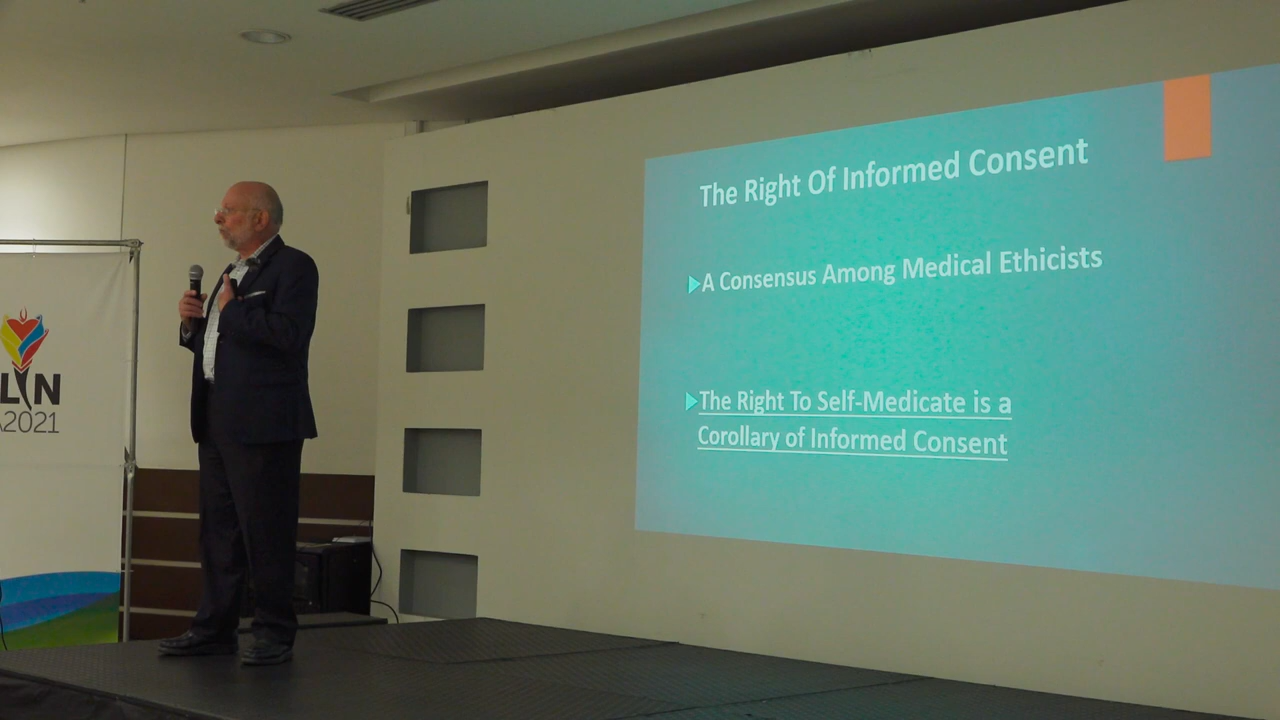 LIN
2021
The Right Of Informed Consent
A Consensus Among Medical Ethicists
The Right To Self-Medicate is a
Corollary of Informed Consent